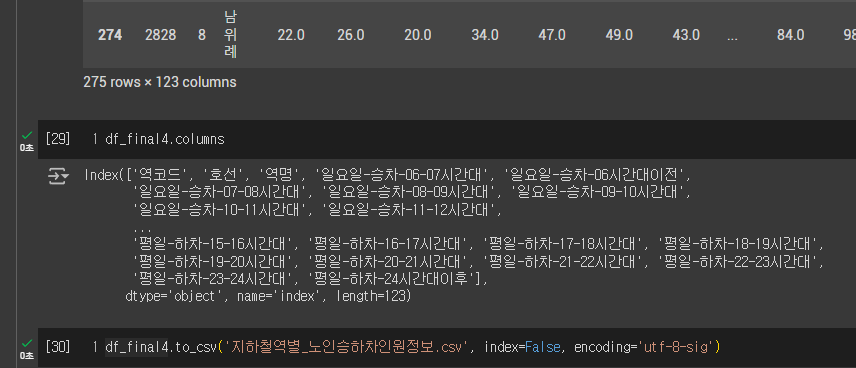 274 2828 8 남위례 22.0 26.0 20.0 34.0 47.0 49.0 43.0 ... 84.0 98
275 rows × 123 columns
0초 [29] 1 df_final4.columns
Index(['역코드', '호선', '역명', '일요일-승차-06-07시간대', '일요일-승차-06시간대이전',
'일요일-승차-07-08시간대', '일요일-승차-08-09시간대', '일요일-승차-09-10시간대',
'일요일-승차-10-11시간대', '일요일-승차-11-12시간대',
...
'평일-하차-15-16시간대', '평일-하차-16-17시간대', '평일-하차-17-18시간대', '평일-하차-18-19시간대',
'평일-하차-19-20시간대', '평일-하차-20-21시간대', '평일-하차-21-22시간대', '평일-하차-22-23시간대',
'평일-하차-23-24시간대', '평일-하차-24시간대이후'],
dtype='object', name='index', length=123)
0초 [30] 1 df_final4.to_csv('지하철역별_노인승하차인원정보.csv', index=False, encoding='utf-8-sig')